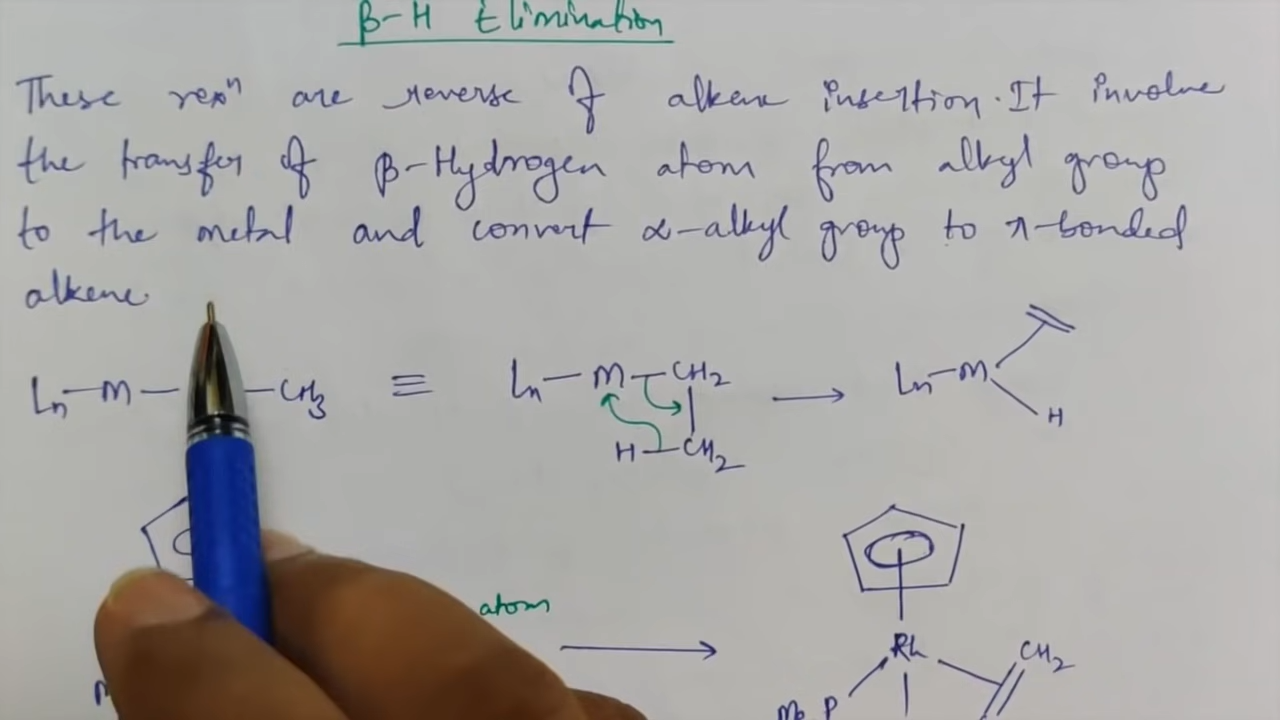 β-H Elimination
These rexⁿ are reverse of alkene insertion. It involve
the transfer of β-Hydrogen atom from alkyl group
to the metal and convert α-alkyl group to π-bonded
alkene.
Ln-M- -CH3 ≡ Ln-M-CH2 → Ln-M
H-CH2 H
atom
Rh CH2
Me P